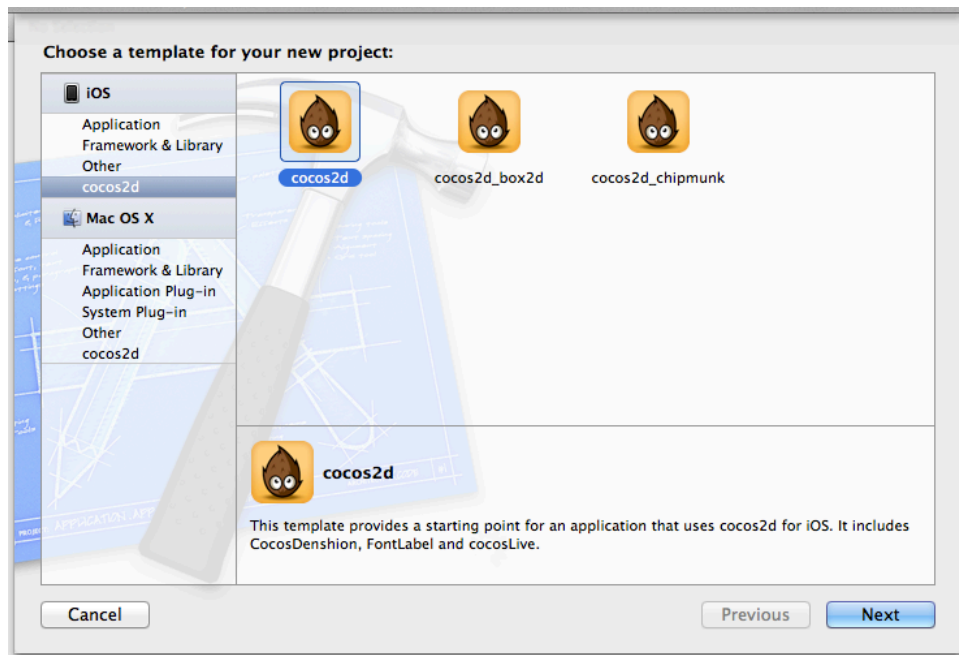 Choose a template for your new project:
iOS
Application
Framework & Library
Other
cocos2d
Mac OS X
Application
Framework & Library
Application Plug-in
System Plug-in
Other
cocos2d
cocos2d
cocos2d_box2d
cocos2d_chipmunk
cocos2d
This template provides a starting point for an application that uses cocos2d for iOS. It includes
CocosDenshion, FontLabel and cocosLive.
Cancel
Previous
Next